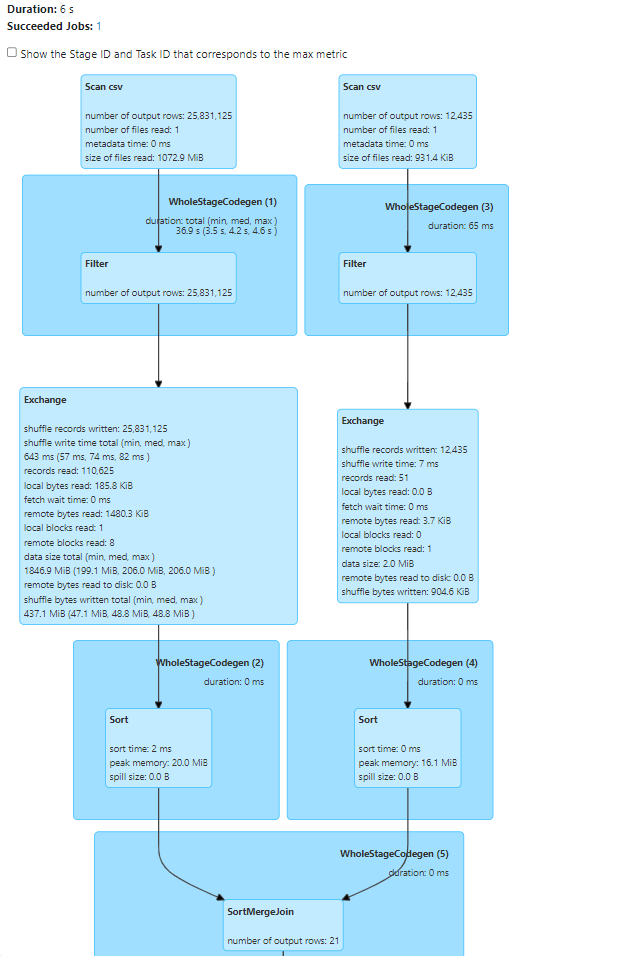 Duration: 6 s
Succeeded Jobs: 1
Show the Stage ID and Task ID that corresponds to the max metric
Scan csv
number of output rows: 25,831,125
number of files read: 1
metadata time: 0 ms
size of files read: 1072.9 MiB
Scan csv
number of output rows: 12,435
number of files read: 1
metadata time: 0 ms
size of files read: 931.4 KiB
WholeStageCodegen (1)
duration: total (min, med, max )
36.9 s (3.5 s, 4.2 s, 4.6 s )
Filter
number of output rows: 25,831,125
WholeStageCodegen (3)
duration: 65 ms
Filter
number of output rows: 12,435
Exchange
shuffle records written: 25,831,125
shuffle write time total (min, med, max )
643 ms (57 ms, 74 ms, 82 ms )
records read: 110,625
local bytes read: 185.8 KiB
fetch wait time: 0 ms
remote bytes read: 1480.3 KiB
local blocks read: 1
remote blocks read: 8
data size total (min, med, max )
1846.9 MiB (199.1 MiB, 206.0 MiB, 206.0 MiB )
remote bytes read to disk: 0.0 B
shuffle bytes written total (min, med, max )
437.1 MiB (47.1 MiB, 48.8 MiB, 48.8 MiB )
Exchange
shuffle records written: 12,435
shuffle write time: 7 ms
records read: 51
local bytes read: 0.0 B
fetch wait time: 0 ms
remote bytes read: 3.7 KiB
local blocks read: 0
remote blocks read: 1
data size: 2.0 MiB
remote bytes read to disk: 0.0 B
shuffle bytes written: 904.6 KiB
WholeStageCodegen (2)
duration: 0 ms
Sort
sort time: 2 ms
peak memory: 20.0 MiB
spill size: 0.0 B
WholeStageCodegen (4)
duration: 0 ms
Sort
sort time: 0 ms
peak memory: 16.1 MiB
spill size: 0.0 B
WholeStageCodegen (5)
duration: 0 ms
SortMergeJoin
number of output rows: 21